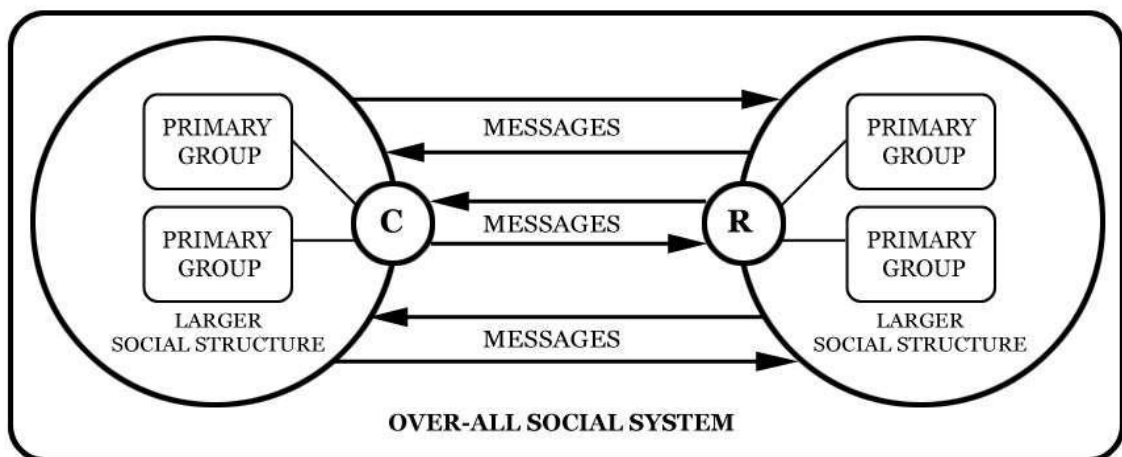 PRIMARY
GROUP
PRIMARY
GROUP
LARGER
SOCIAL STRUCTURE
C
MESSAGES
MESSAGES
MESSAGES
R
PRIMARY
GROUP
PRIMARY
GROUP
LARGER
SOCIAL STRUCTURE
OVER-ALL SOCIAL SYSTEM